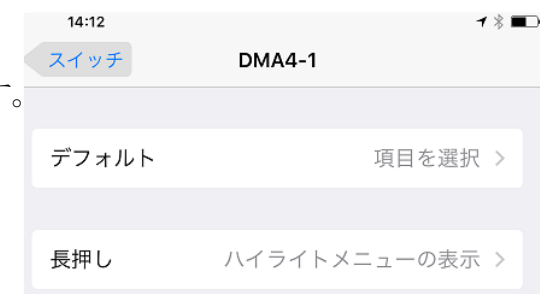 14:12
スイッチ
DMA4-1
。
デフォルト
項目を選択
長押し
ハイライトメニューの表示